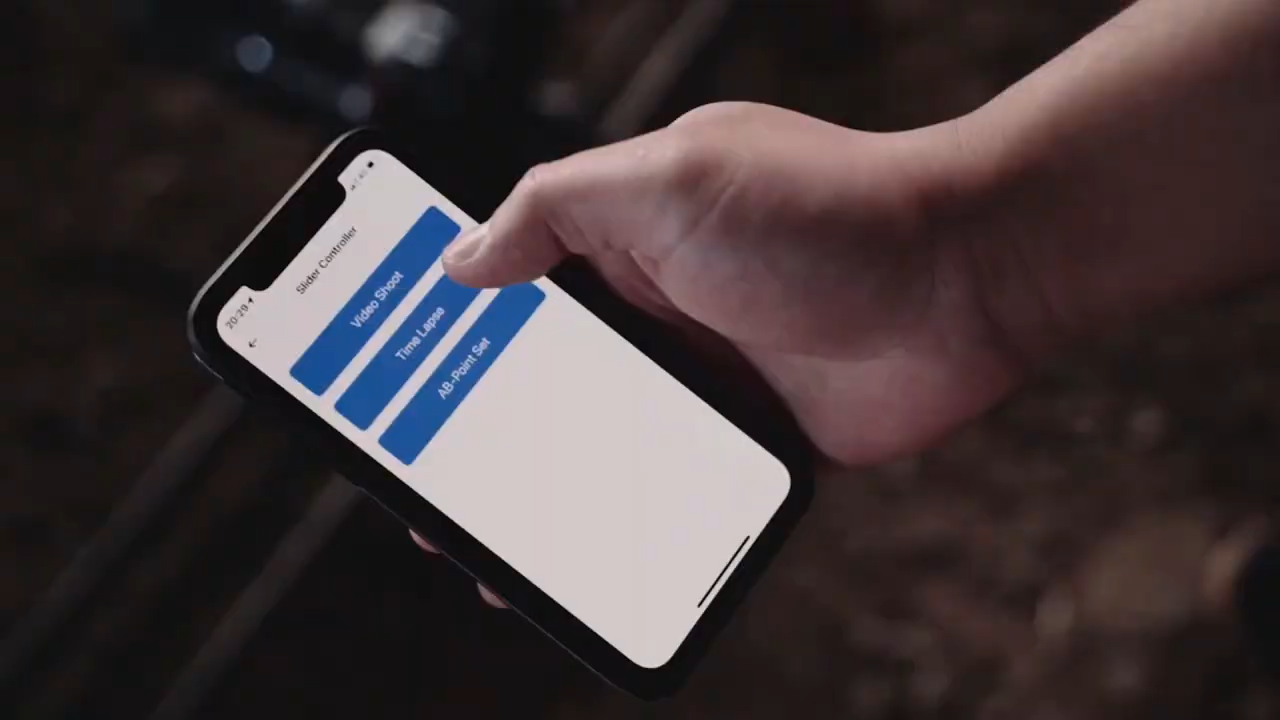 20:29
Slider Controller
Video Shoot
Time Lapse
AB-Point Set